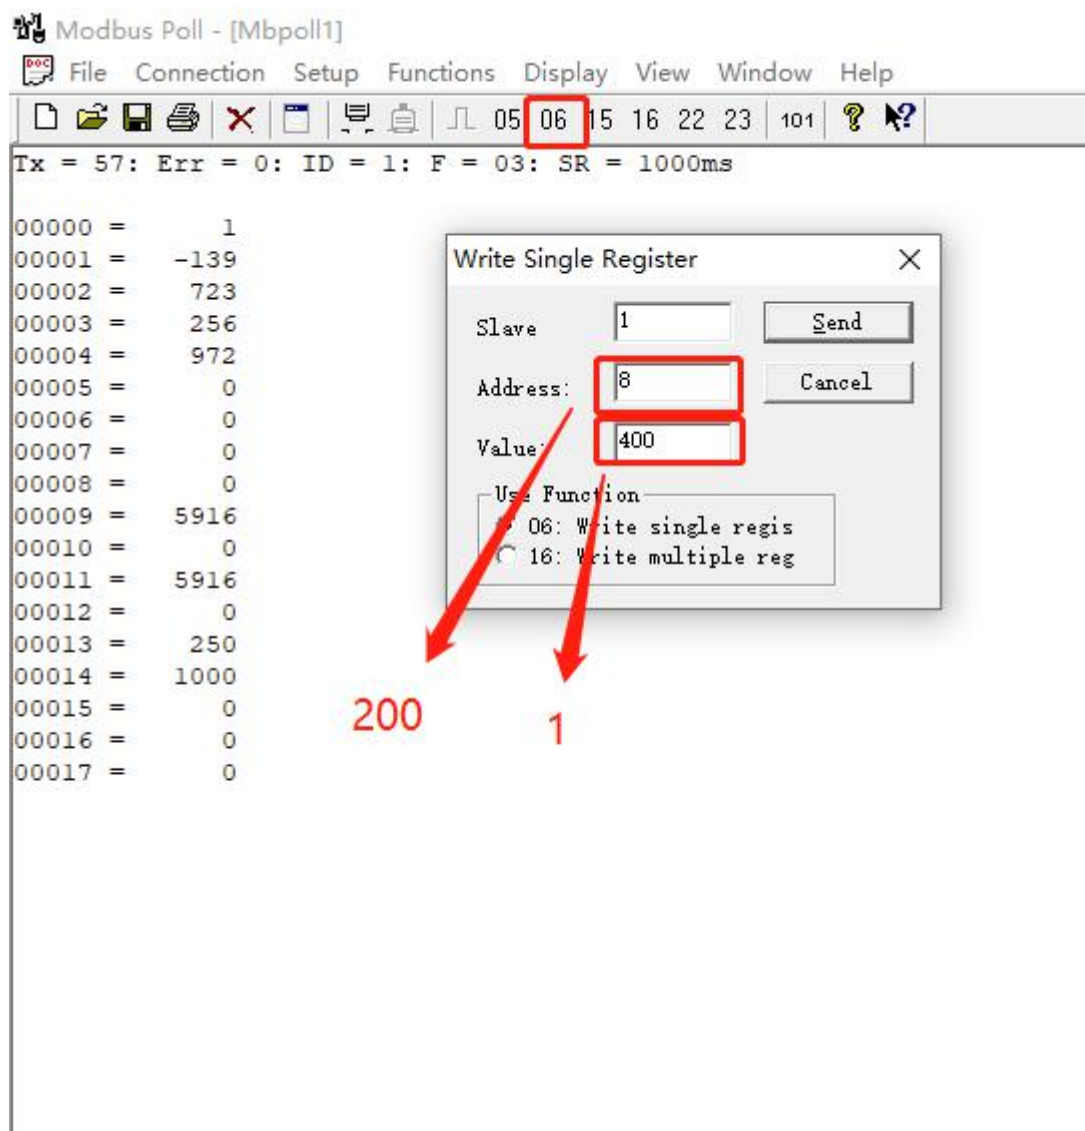 Modbus Poll - [Mbpoll1]
File Connection Setup Functions Display View Window Help
05 06 15 16 22 23 101
Tx = 57: Err = 0: ID = 1: F = 03: SR = 1000ms
00000 = 1
00001 = -139
00002 = 723
00003 = 256
00004 = 972
00005 = 0
00006 = 0
00007 = 0
00008 = 0
00009 = 5916
00010 = 0
00011 = 5916
00012 = 0
00013 = 250
00014 = 1000
00015 = 0
00016 = 0
00017 = 0
Write Single Register
Slave 1 Send
Address: 8 Cancel
Value: 400
Use Function
06: Write single regis
16: Write multiple reg
200
1